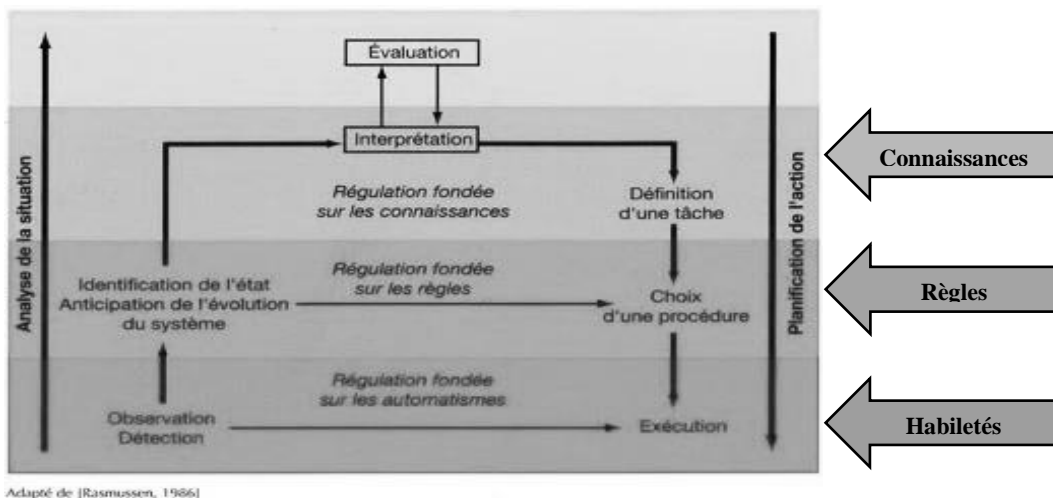 Évaluation
Interprétation
Connaissances
Régulation fondée
sur les connaissances
Définition
d'une tâche
Analyse de la situation
Planification de l'action
Identification de l'état
Anticipation de l'évolution
du système
Régulation fondée
sur les règles
Choix
d'une procédure
Règles
Régulation fondée
sur les automatismes
Observation
Détection
Exécution
Habiletés
Adapté de [Rasmussen, 1986]